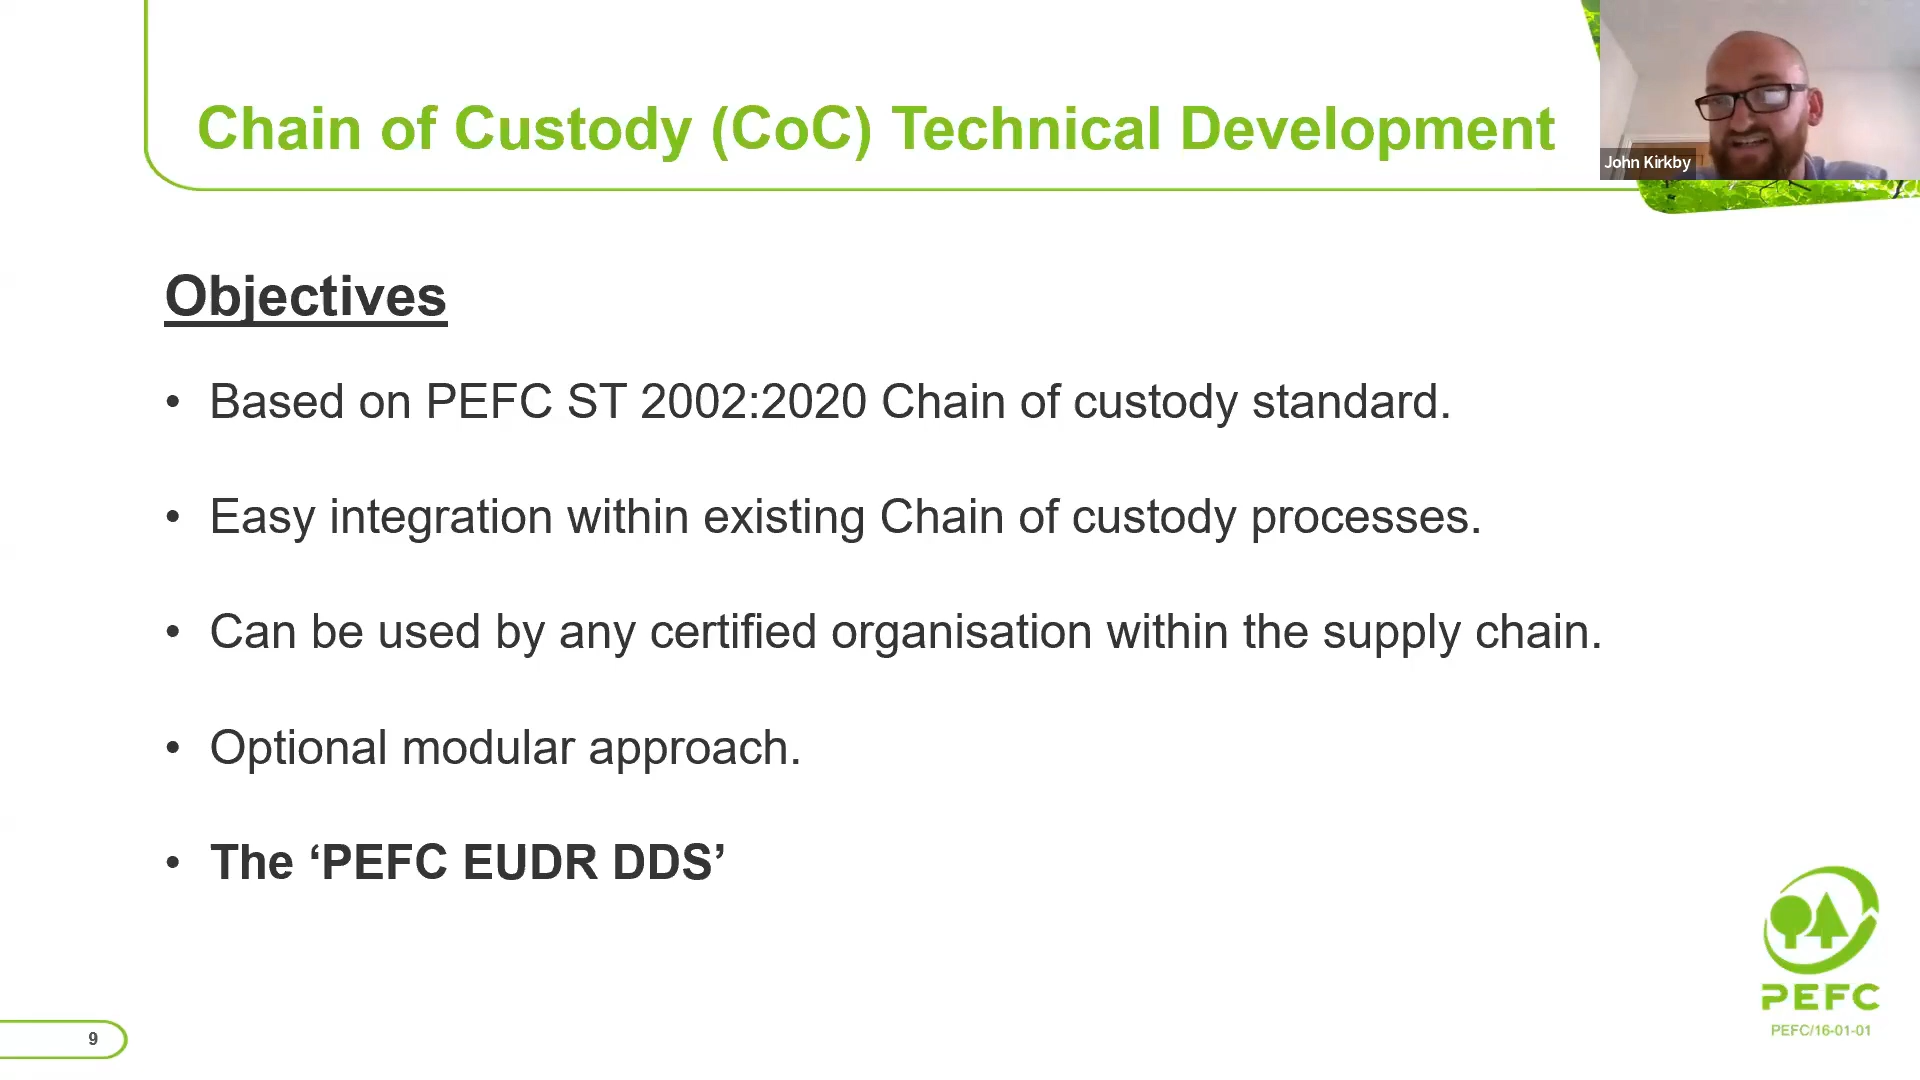 Chain of Custody (CoC) Technical Development
John Kirkby
Objectives
• Based on PEFC ST 2002:2020 Chain of custody standard.
• Easy integration within existing Chain of custody processes.
• Can be used by any certified organisation within the supply chain.
• Optional modular approach.
• The ‘PEFC EUDR DDS’
PEFC
PEFC/16-01-01
9